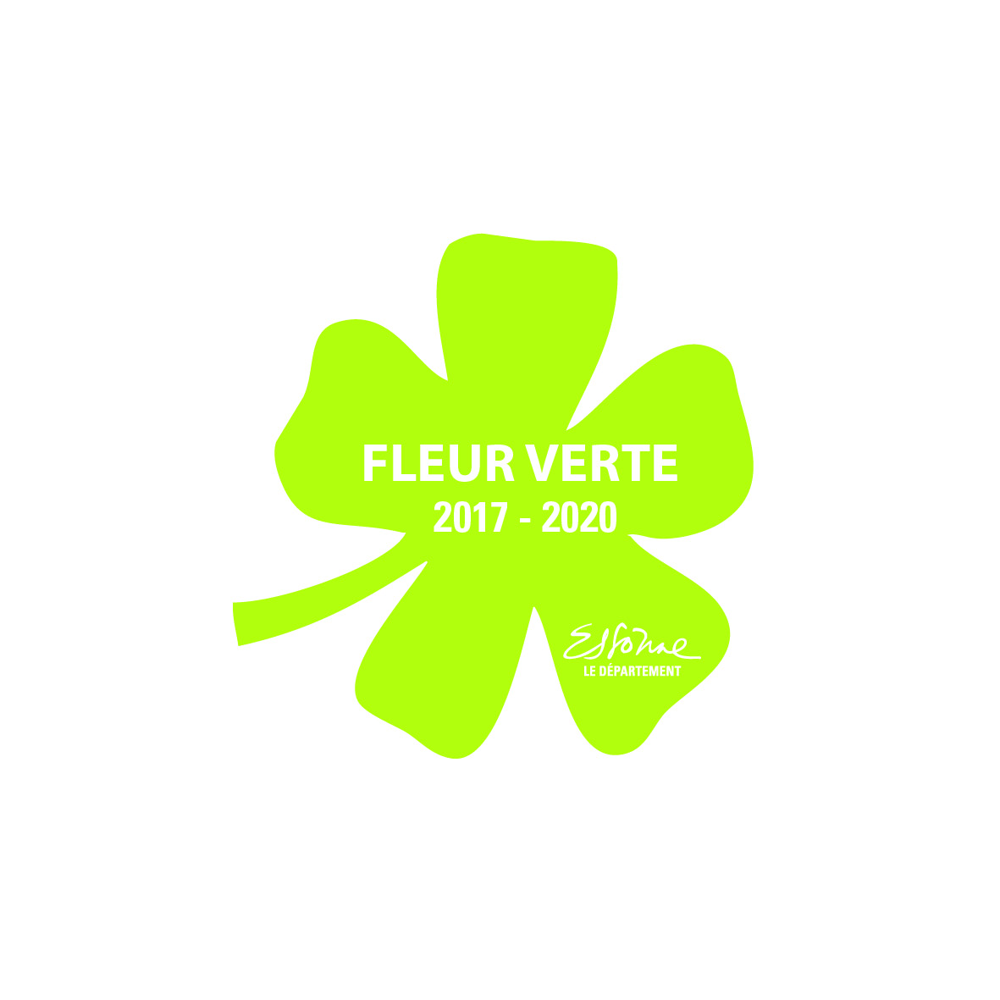 FLEUR VERTE
2017 - 2020
Essonne
LE DÉPARTEMENT